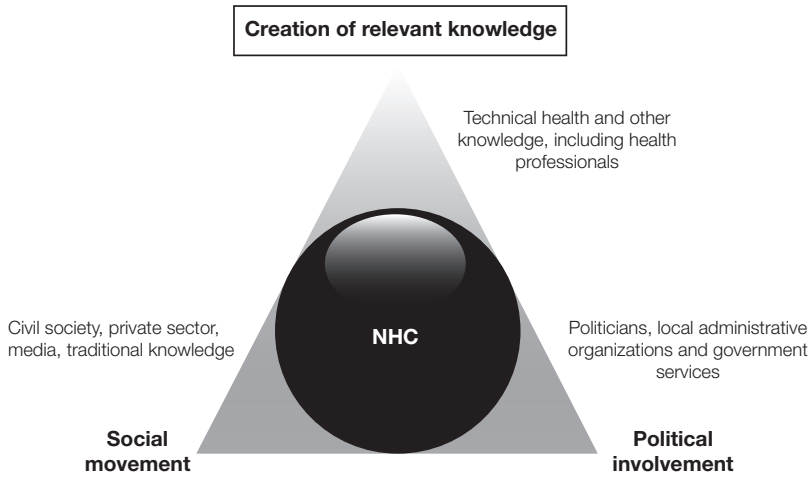 Creation of relevant knowledge
Technical health and other
knowledge, including health
professionals
NHC
Civil society, private sector,
media, traditional knowledge
Politicians, local administrative
organizations and government
services
Social
movement
Political
involvement